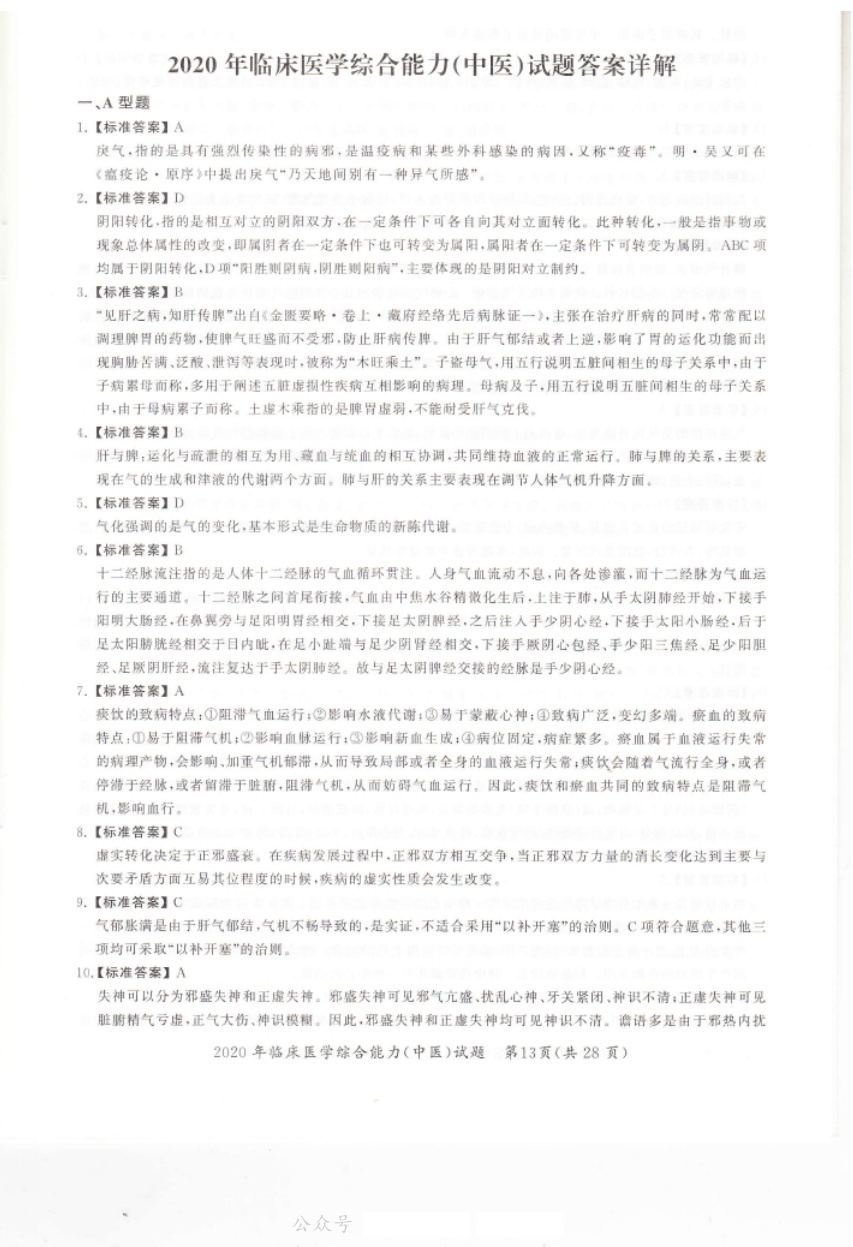 2020 年临床医学综合能力(中医)试题答案详解
一、A 型题
1.【标准答案】A
戾气,指的是具有强烈传染性的病邪,是温疫病和某些外科感染的病因,又称“疫毒”。明·吴又可在
《瘟疫论·原序》中提出戾气“乃天地间别有一种异气所感”。
2.【标准答案】D
阴阳转化,指的是相互对立的阴阳双方,在一定条件下可各自向其对立面转化。此种转化,一般是指事物或
现象总体属性的改变,即属阴者在一定条件下也可转变为属阳,属阳者在一定条件下可转变为属阴。ABC 项
均属于阴阳转化,D 项“阳胜则阴病,阴胜则阳病”,主要体现的是阴阳对立制约。
3.【标准答案】B
“见肝之病,知肝传脾”出自《金匮要略·卷上·藏府经络先后病脉证一》,主张在治疗肝病的同时,常常配以
调理脾胃的药物,使脾气旺盛而不受邪,防止肝病传脾。由于肝气郁结或者上逆,影响了胃的运化功能而出
现胸胁苦满、泛酸、泄泻等表现时,被称为“木旺乘土”。子盗母气,用五行说明五脏间相生的母子关系中,由于
子病累母而称,多用于阐述五脏虚损性疾病互相影响的病理。母病及子,用五行说明五脏间相生的母子关系
中,由于母病累子而称。土虚木乘指的是脾胃虚弱,不能耐受肝气克伐。
4.【标准答案】B
肝与脾:运化与疏泄的相互为用、藏血与统血的相互协调,共同维持血液的正常运行。肺与脾的关系,主要表
现在气的生成和津液的代谢两个方面。肺与肝的关系主要表现在调节人体气机升降方面。
5.【标准答案】D
气化强调的是气的变化,基本形式是生命物质的新陈代谢。
6.【标准答案】B
十二经脉流注指的是人体十二经脉的气血循环贯注。人身气血流动不息,向各处渗灌,而十二经脉为气血运
行的主要通道。十二经脉之间首尾衔接,气血由中焦水谷精微化生后,上注于肺,从手太阴肺经开始,下接手
阳明大肠经,在鼻翼旁与足阳明胃经相交,下接足太阴脾经,之后注入手少阴心经,下接手太阳小肠经,后于
足太阳膀胱经相交于目内眦,在足小趾端与足少阴肾经相交,下接手厥阴心包经、手少阳三焦经、足少阳胆
经、足厥阴肝经,流注复达于手太阴肺经。故与足太阴脾经交接的经脉是手少阴心经。
7.【标准答案】A
痰饮的致病特点:①阻滞气血运行;②影响水液代谢;③易于蒙蔽心神;④致病广泛,变幻多端。瘀血的致病
特点:①易于阻滞气机;②影响血脉运行;③影响新血生成;④病位固定,病症繁多。瘀血属于血液运行失常
的病理产物,会影响、加重气机郁滞,从而导致局部或者全身的血液运行失常;痰饮会随着气流行全身,或者
停滞于经脉,或者留滞于脏腑,阻滞气机,从而妨碍气血运行。因此,痰饮和瘀血共同的致病特点是阻滞气
机,影响血行。
8.【标准答案】C
虚实转化决定于正邪盛衰。在疾病发展过程中,正邪双方相互交争,当正邪双方力量的消长变化达到主要与
次要矛盾方面互易其位程度的时候,疾病的虚实性质会发生改变。
9.【标准答案】C
气郁胀满是由于肝气郁结,气机不畅导致的,是实证,不适合采用“以补开塞”的治则。C 项符合题意,其他三
项均可采取“以补开塞”的治则。
10.【标准答案】A
失神可以分为邪盛失神和正虚失神。邪盛失神可见邪气亢盛、扰乱心神、牙关紧闭、神识不清;正虚失神可见
脏腑精气亏虚,正气大伤、神识模糊。因此,邪盛失神和正虚失神均可见神识不清。谵语多是由于邪热内扰
2020 年临床医学综合能力(中医)试题 第13页(共 28 页)
公众号